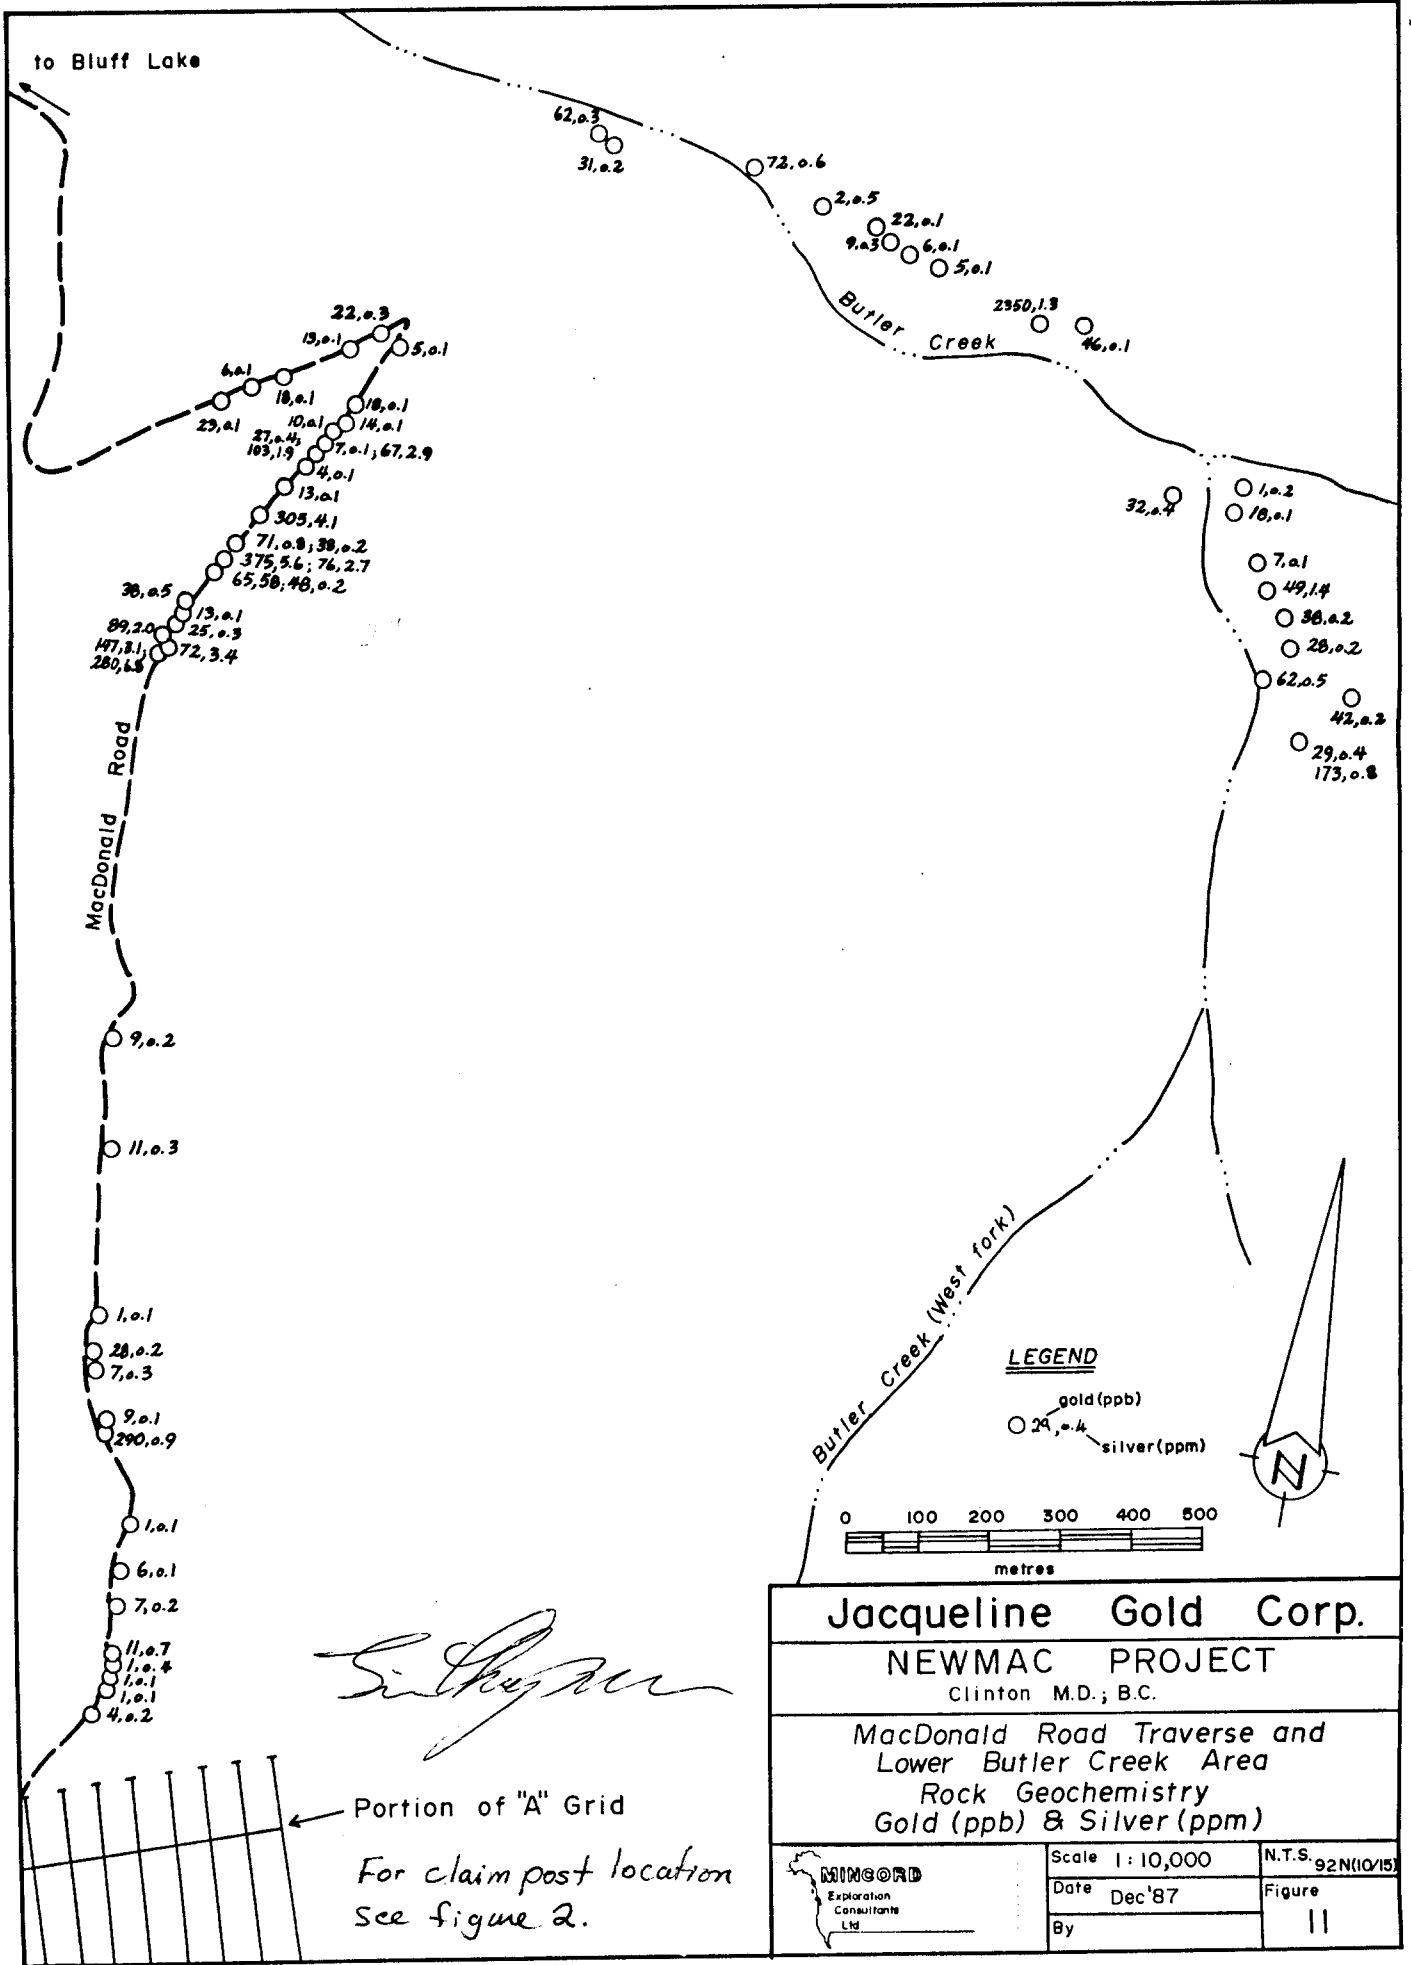 to Bluff Lake
62,0.3
31,0.2
72,0.6
2,0.5
22,0.1
9,0.3
6,0.1
5,0.1
2350,1.3
46,0.1
Butler Creek
22,0.3
13,0.1
5,0.1
6,0.1
18,0.1
23,0.1
18,0.1
10,0.1
14,0.1
27,0.4;
103,1.9
7,0.1; 67,2.9
4,0.1
13,0.1
305,4.1
71,0.8; 38,0.2
375,5.6; 76,2.7
65,58; 48,0.2
38,0.5
13,0.1
25,0.3
89,2.0
147,3.1;
280,6.8
72,3.4
32,0.4
1,0.2
18,0.1
7,0.1
49,1.4
38,0.2
28,0.2
62,0.5
42,0.2
29,0.4
173,0.8
MacDonald Road
9,0.2
11,0.3
1,0.1
28,0.2
7,0.3
9,0.1
290,0.9
1,0.1
6,0.1
7,0.2
11,0.7
1,0.4
1,0.1
1,0.1
4,0.2
Butler Creek (West fork)
LEGEND
gold(ppb)
29,0.4
silver(ppm)
N
0 100 200 300 400 500
metres
Portion of "A" Grid
For claim post location
see figure 2.
Jacqueline Gold Corp.
NEWMAC PROJECT
Clinton M.D.; B.C.
MacDonald Road Traverse and
Lower Butler Creek Area
Rock Geochemistry
Gold (ppb) & Silver (ppm)
MINCORD
Exploration
Consultants
Ltd
Scale 1:10,000
N.T.S. 92N(10/15)
Date Dec'87
Figure
11
By